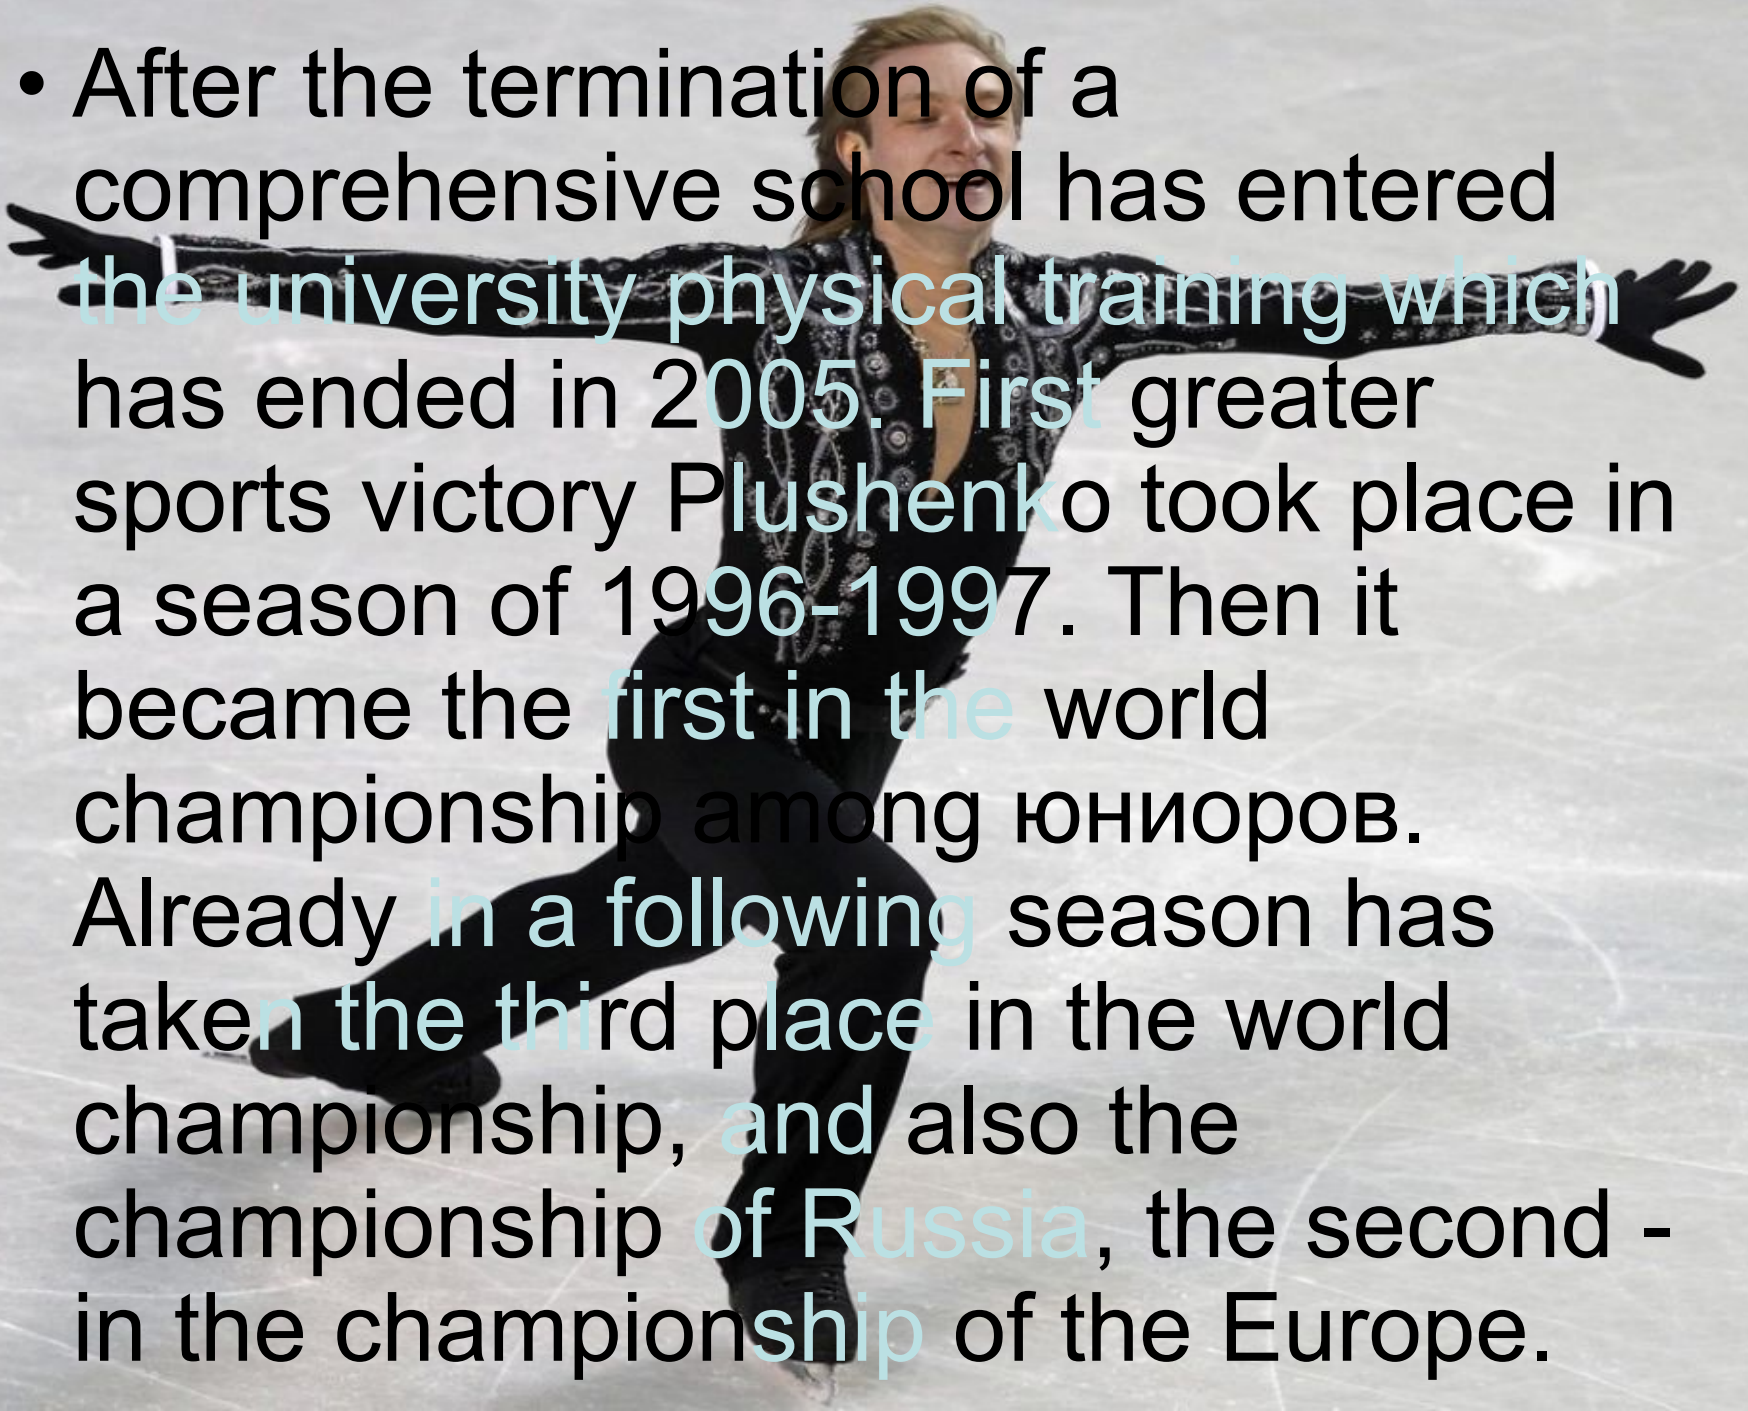 • After the termination of a
comprehensive school has entered
the university physical training which
has ended in 2005. First greater
sports victory Plushenko took place in
a season of 1996-1997. Then it
became the first in the world
championship among юниоров.
Already in a following season has
taken the third place in the world
championship, and also the
championship of Russia, the second -
in the championship of the Europe.